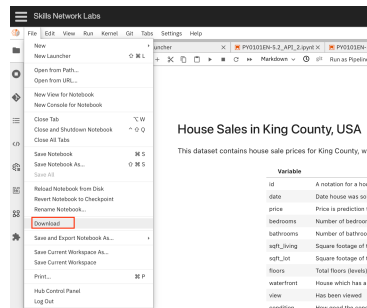 Skills Network Labs
File Edit View Run Kernel Git Tabs Settings Help
New
New Launcher ⇧ ⌘ L
Open from Path...
Open from URL...
New View for Notebook
New Console for Notebook
Close Tab ⌥ W
Close and Shutdown Notebook ^ ⇧ Q
Close All Tabs
Save Notebook ⌘ S
Save Notebook As... ⇧ ⌘ S
Save All
Reload Notebook from Disk
Revert Notebook to Checkpoint
Rename Notebook...
Download
Save and Export Notebook As...
Save Current Workspace As...
Save Current Workspace
Print... ⌘ P
Hub Control Panel
Log Out
uncher
PY0101EN-5.2_API_2.ipynb
PY0101EN-
Markdown
Run as Pipelin
House Sales in King County, USA
This dataset contains house sale prices for King County, w
Variable
id A notation for a hou
date Date house was so
price Price is prediction t
bedrooms Number of bedroon
bathrooms Number of bathroo
sqft_living Square footage of t
sqft_lot Square footage of t
floors Total floors (levels)
waterfront House which has a
view Has been viewed